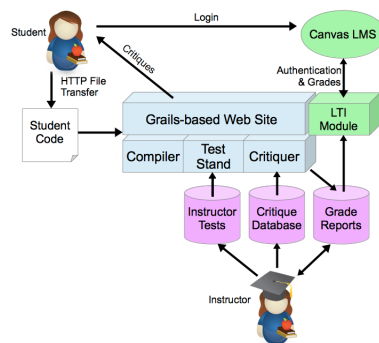 Student
Login
Canvas LMS
Critiques
HTTP File
Transfer
Authentication
& Grades
Student
Code
Grails-based Web Site
LTI
Module
Compiler
Test
Stand
Critiquer
Instructor
Tests
Critique
Database
Grade
Reports
Instructor